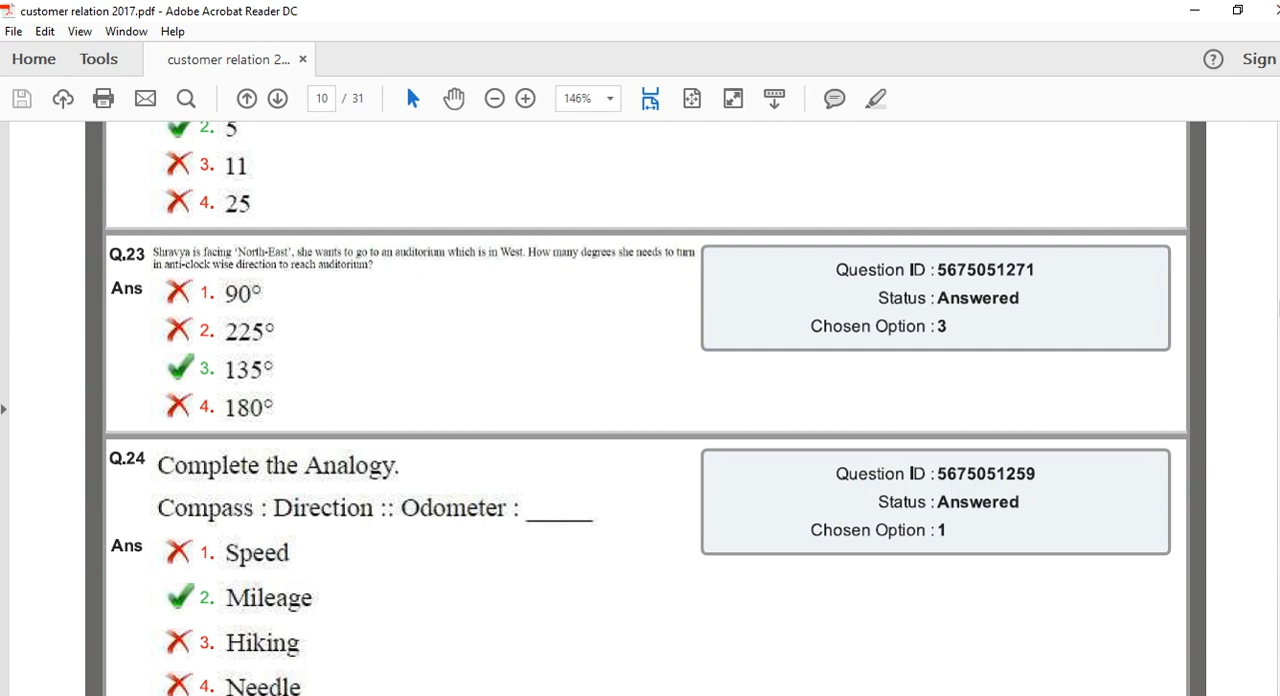 customer relation 2017.pdf - Adobe Acrobat Reader DC
File Edit View Window Help
Home Tools customer relation 2... × ? Sign
10 / 31 146%
2. 5
3. 11
4. 25
Q.23 Shravya is facing 'North-East', she wants to go to an auditorium which is in West. How many degrees she needs to turn
in anti-clock wise direction to reach auditorium?
Ans 1. 90°
2. 225°
3. 135°
4. 180°
Question ID : 5675051271
Status : Answered
Chosen Option : 3
Q.24 Complete the Analogy.
Compass : Direction :: Odometer : _____
Ans 1. Speed
2. Mileage
3. Hiking
4. Needle
Question ID : 5675051259
Status : Answered
Chosen Option : 1